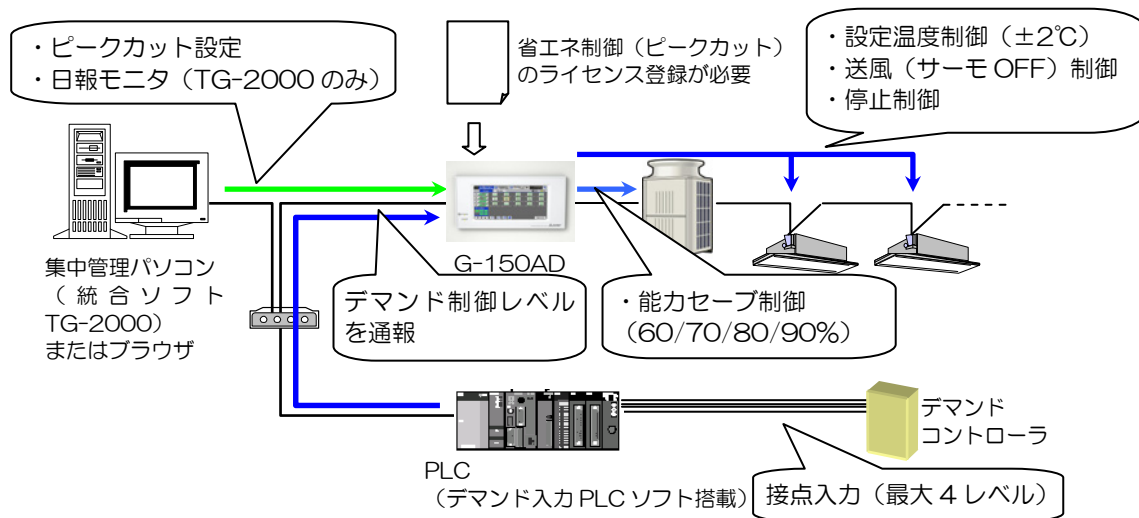 ・ピークカット設定
・日報モニタ（TG-2000 のみ）
省エネ制御（ピークカット）
のライセンス登録が必要
・設定温度制御（±2℃）
・送風（サーモ OFF）制御
・停止制御
G-150AD
集中管理パソコン
（統合ソフト
TG-2000）
またはブラウザ
デマンド制御レベル
を通報
・能力セーブ制御
（60/70/80/90%）
デマンド
コントローラ
PLC
（デマンド入力 PLC ソフト搭載）
接点入力（最大 4 レベル）